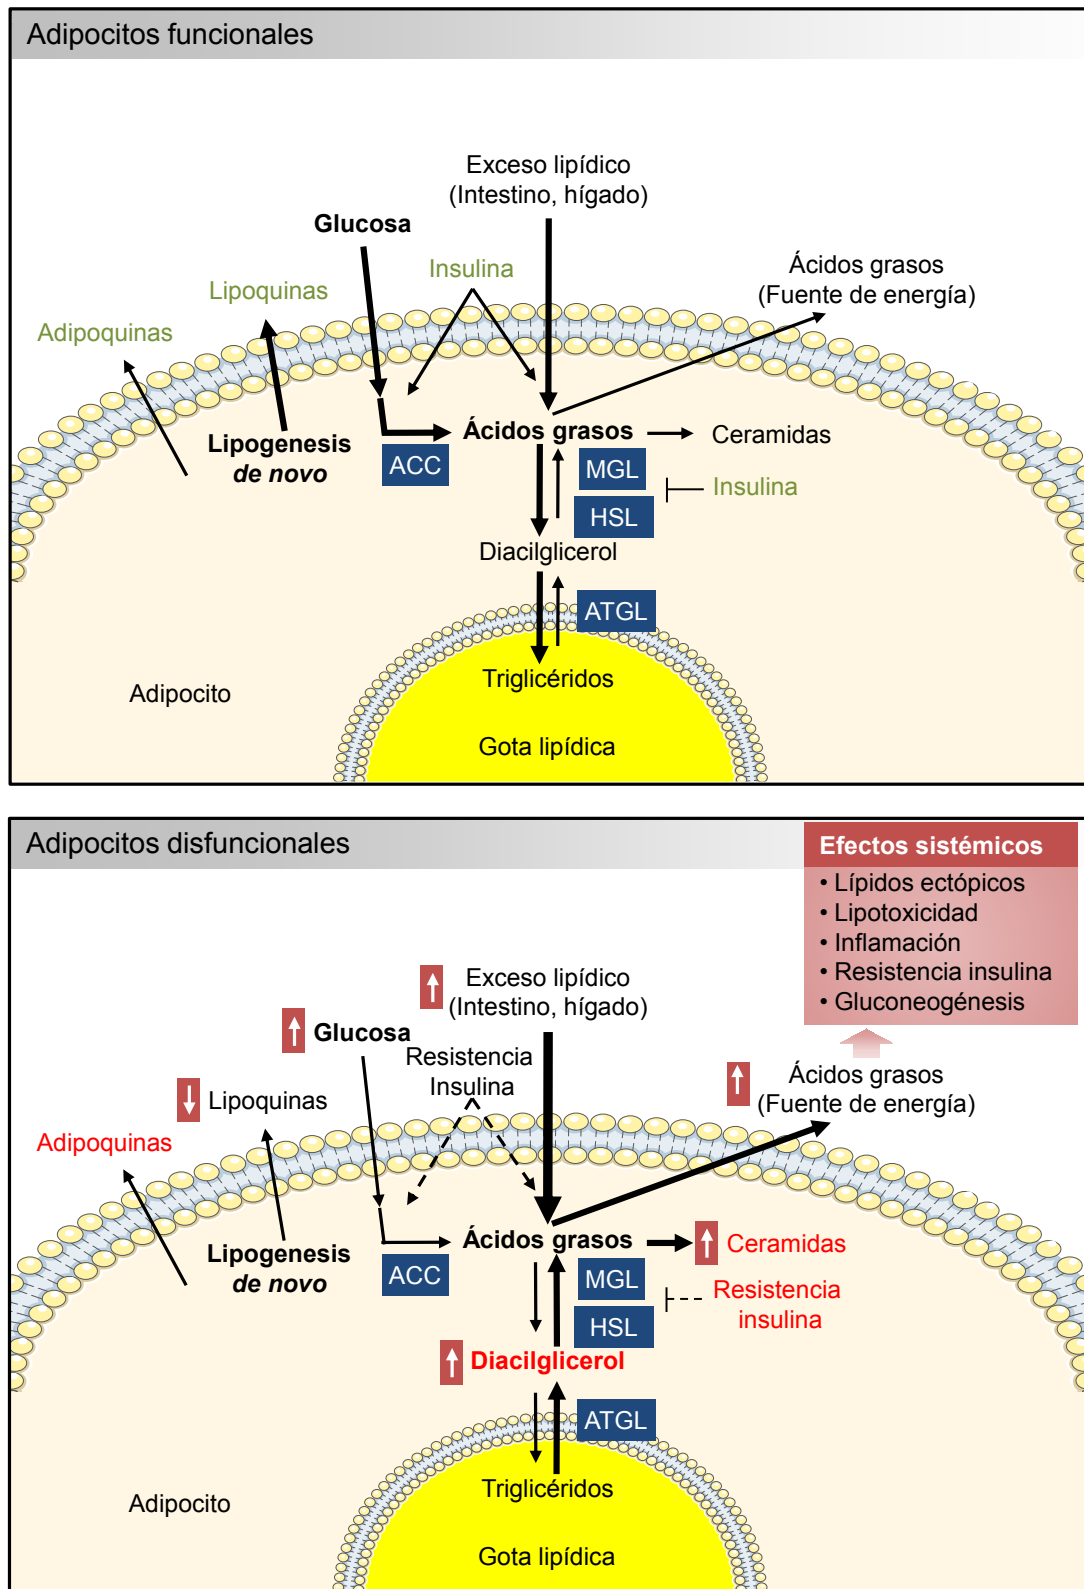 Adipocitos funcionales
Exceso lipídico
(Intestino, hígado)
Glucosa
Insulina
Ácidos grasos
(Fuente de energía)
Lipoquinas
Adipoquinas
Lipogenesis
de novo
ACC
Ácidos grasos
Ceramidas
MGL
HSL
Insulina
Diacilglicerol
ATGL
Triglicéridos
Adipocito
Gota lipídica
Adipocitos disfuncionales
Efectos sistémicos
• Lípidos ectópicos
• Lipotoxicidad
• Inflamación
• Resistencia insulina
• Gluconeogénesis
Exceso lipídico
(Intestino, hígado)
Glucosa
Resistencia
Insulina
Ácidos grasos
(Fuente de energía)
Lipoquinas
Adipoquinas
Lipogenesis
de novo
ACC
Ácidos grasos
Ceramidas
MGL
HSL
Resistencia
insulina
Diacilglicerol
ATGL
Triglicéridos
Adipocito
Gota lipídica